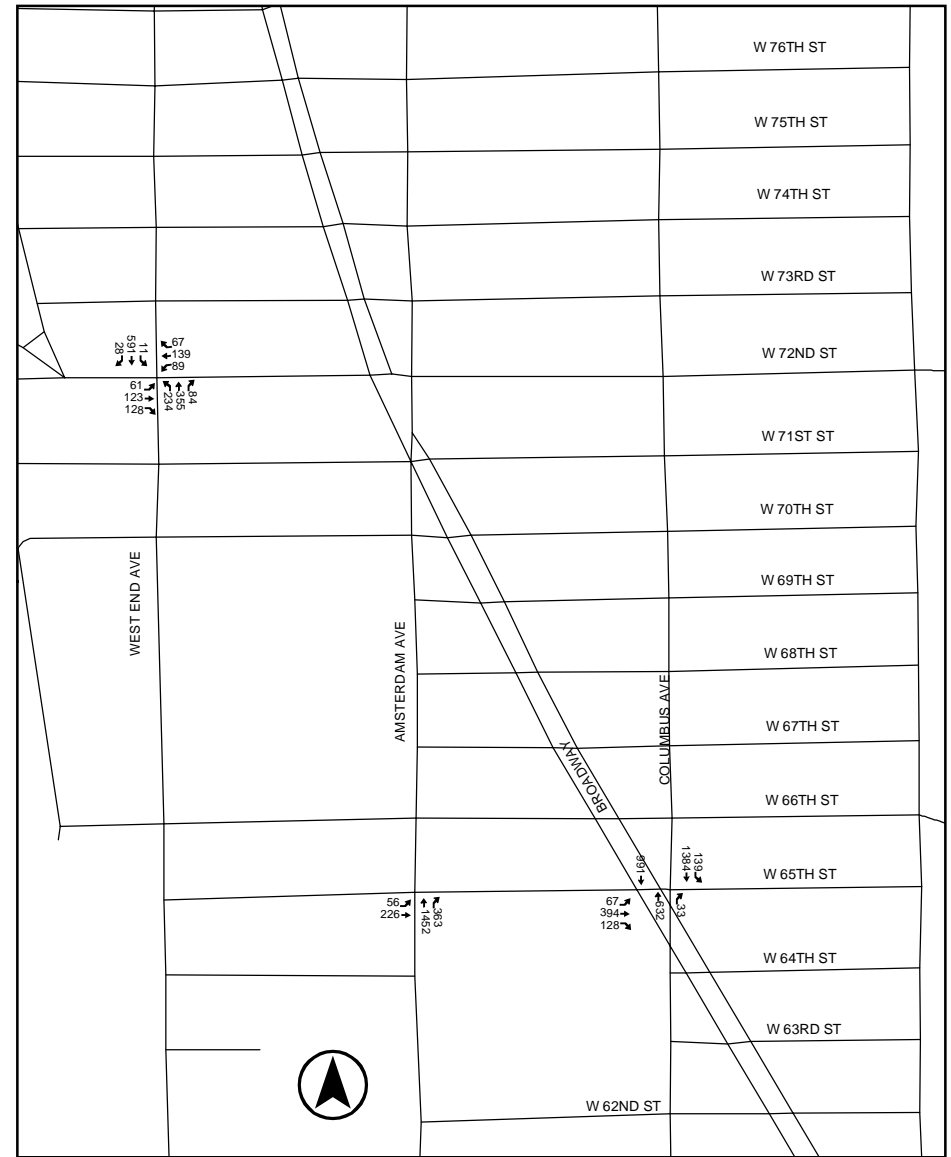 W 76TH ST
W 75TH ST
W 74TH ST
W 73RD ST
W 72ND ST
28
591
11
67
139
89
61
123
128
234
355
84
W 71ST ST
W 70TH ST
W 69TH ST
WEST END AVE
AMSTERDAM AVE
W 68TH ST
COLUMBUS AVE
W 67TH ST
BROADWAY
W 66TH ST
W 65TH ST
991
1384
139
56
226
1452
363
67
394
128
632
33
W 64TH ST
W 63RD ST
W 62ND ST